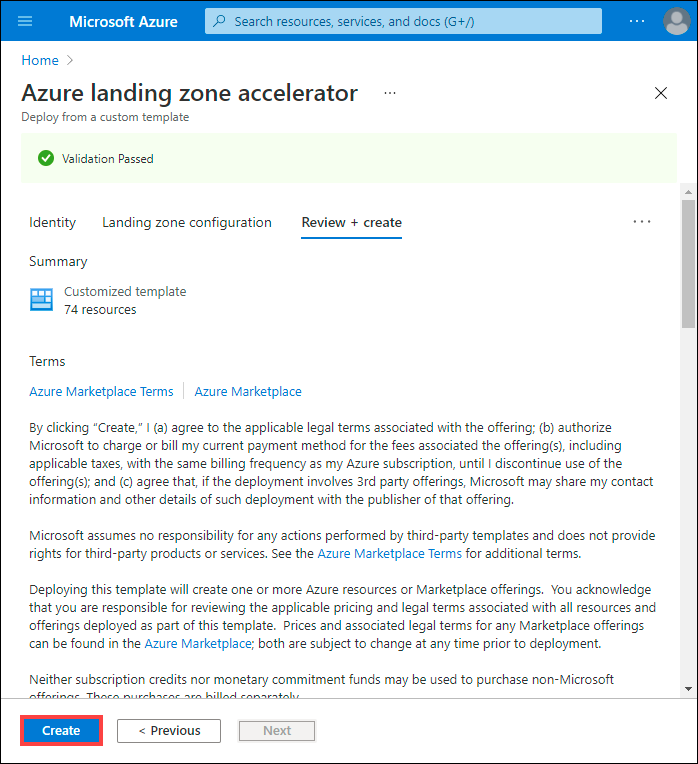 Microsoft Azure
Search resources, services, and docs (G+/)
...
Home >
Azure landing zone accelerator ...
Deploy from a custom template
Validation Passed
Identity Landing zone configuration Review + create ...
Summary
Customized template
74 resources
Terms
Azure Marketplace Terms | Azure Marketplace
By clicking “Create,” I (a) agree to the applicable legal terms associated with the offering; (b) authorize
Microsoft to charge or bill my current payment method for the fees associated the offering(s), including
applicable taxes, with the same billing frequency as my Azure subscription, until I discontinue use of the
offering(s); and (c) agree that, if the deployment involves 3rd party offerings, Microsoft may share my contact
information and other details of such deployment with the publisher of that offering.
Microsoft assumes no responsibility for any actions performed by third-party templates and does not provide
rights for third-party products or services. See the Azure Marketplace Terms for additional terms.
Deploying this template will create one or more Azure resources or Marketplace offerings. You acknowledge
that you are responsible for reviewing the applicable pricing and legal terms associated with all resources and
offerings deployed as part of this template. Prices and associated legal terms for any Marketplace offerings
can be found in the Azure Marketplace; both are subject to change at any time prior to deployment.
Neither subscription credits nor monetary commitment funds may be used to purchase non-Microsoft
offerings. These purchases are billed separately.
Create
< Previous
Next